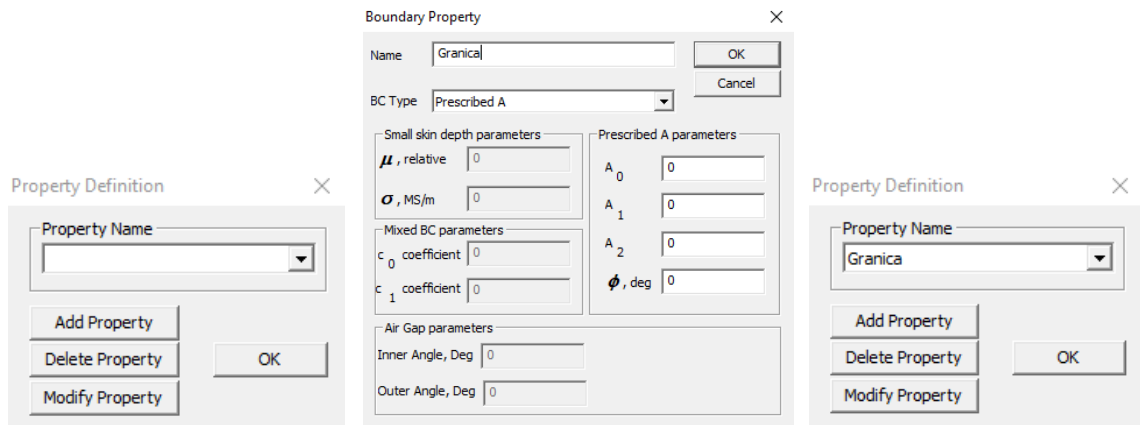 Property Definition
Property Name
Add Property
Delete Property
OK
Modify Property
Boundary Property
Name
Granica
OK
Cancel
BC Type
Prescribed A
Small skin depth parameters
μ, relative
0
σ, MS/m
0
Mixed BC parameters
c 0 coefficient
0
c 1 coefficient
0
Prescribed A parameters
A 0
0
A 1
0
A 2
0
ϕ, deg
0
Air Gap parameters
Inner Angle, Deg
0
Outer Angle, Deg
0
Property Definition
Property Name
Granica
Add Property
Delete Property
OK
Modify Property